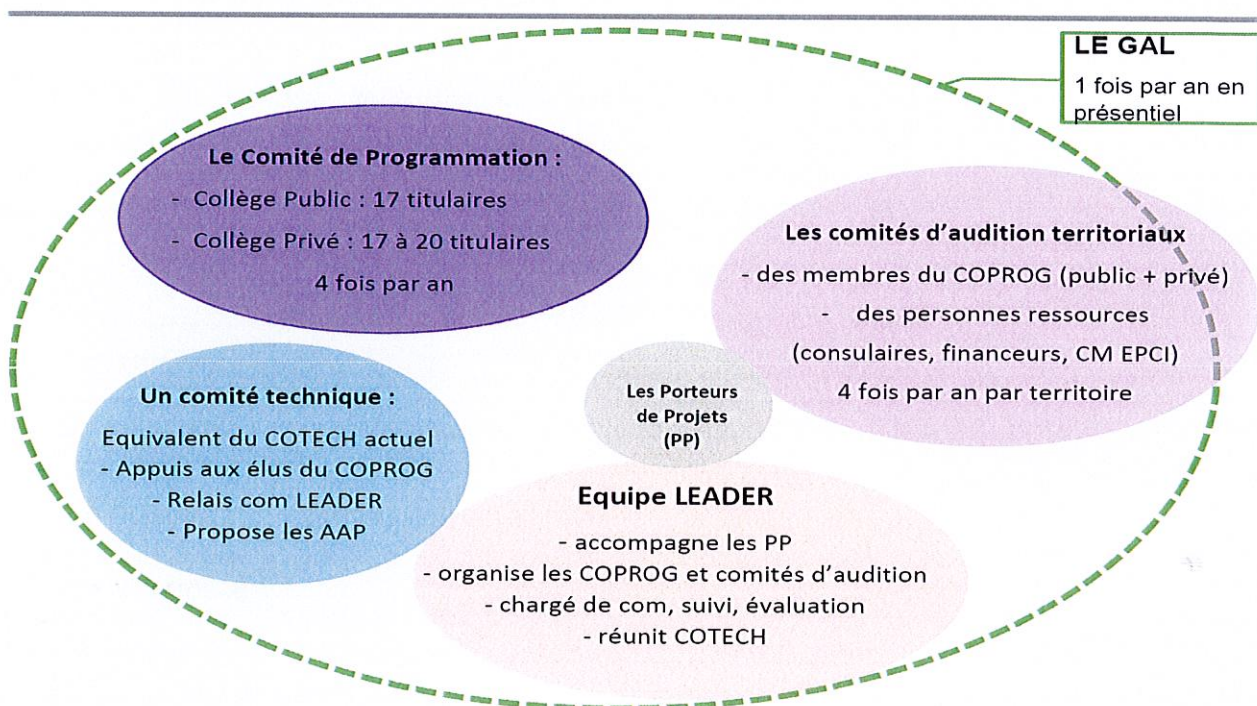 LE GAL
1 fois par an en
présentiel
Le Comité de Programmation :
- Collège Public : 17 titulaires
- Collège Privé : 17 à 20 titulaires
4 fois par an
Les comités d'audition territoriaux
- des membres du COPROG (public + privé)
- des personnes ressources
(consulaires, financeurs, CM EPCI)
4 fois par an par territoire
Les Porteurs
de Projets
(PP)
Un comité technique :
Equivalent du COTECH actuel
- Appuis aux élus du COPROG
- Relais com LEADER
- Propose les AAP
Equipe LEADER
- accompagne les PP
- organise les COPROG et comités d'audition
- chargé de com, suivi, évaluation
- réunit COTECH